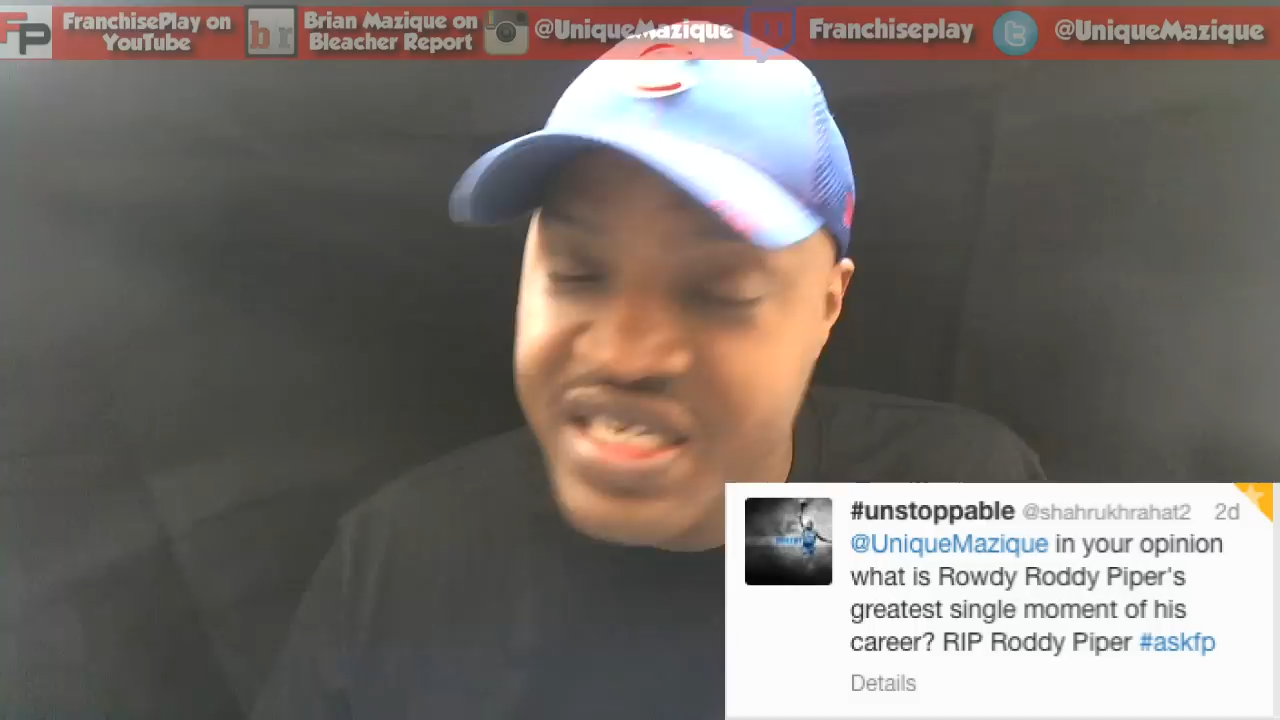 FP
FranchisePlay on
YouTube
br
Brian Mazique on
Bleacher Report
@UniqueMazique
Franchiseplay
@UniqueMazique
#unstoppable @shahrukhrahat2 2d
@UniqueMazique in your opinion
what is Rowdy Roddy Piper's
greatest single moment of his
career? RIP Roddy Piper #askfp
Details